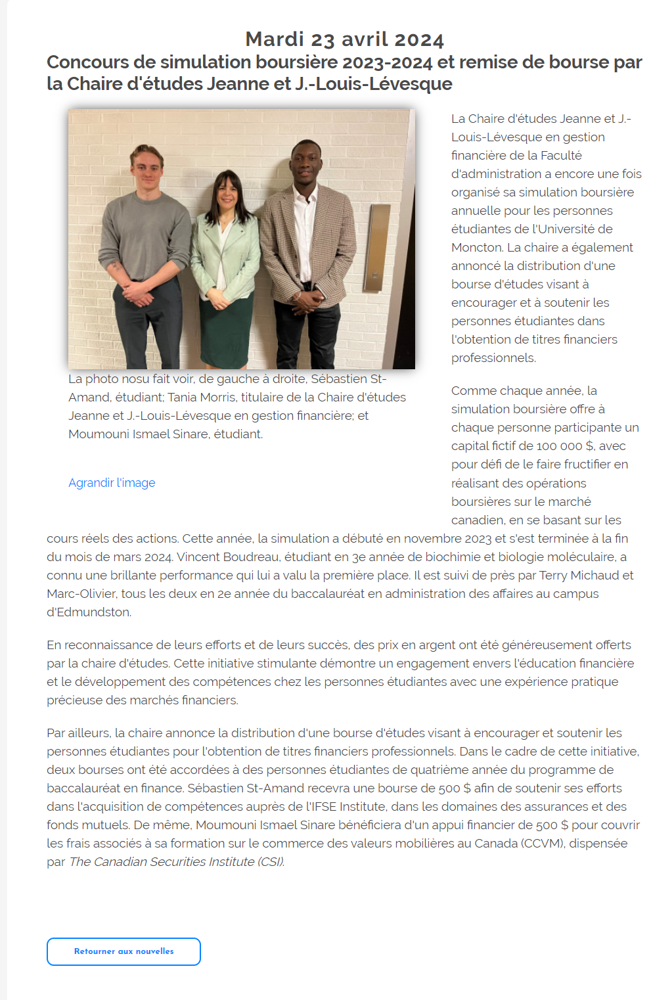 Mardi 23 avril 2024
Concours de simulation boursière 2023-2024 et remise de bourse par
la Chaire d'études Jeanne et J.-Louis-Lévesque
La photo nosu fait voir, de gauche à droite, Sébastien St-
Amand, étudiant; Tania Morris, titulaire de la Chaire d'études
Jeanne et J.-Louis-Lévesque en gestion financière; et
Moumouni Ismael Sinare, étudiant.
Agrandir l'image
La Chaire d'études Jeanne et J.-
Louis-Lévesque en gestion
financière de la Faculté
d'administration a encore une fois
organisé sa simulation boursière
annuelle pour les personnes
étudiantes de l'Université de
Moncton. La chaire a également
annoncé la distribution d'une
bourse d'études visant à
encourager et à soutenir les
personnes étudiantes dans
l'obtention de titres financiers
professionnels.
Comme chaque année, la
simulation boursière offre à
chaque personne participante un
capital fictif de 100 000 $, avec
pour défi de le faire fructifier en
réalisant des opérations
boursières sur le marché
canadien, en se basant sur les
cours réels des actions. Cette année, la simulation a débuté en novembre 2023 et s'est terminée à la fin
du mois de mars 2024. Vincent Boudreau, étudiant en 3e année de biochimie et biologie moléculaire, a
connu une brillante performance qui lui a valu la première place. Il est suivi de près par Terry Michaud et
Marc-Olivier, tous les deux en 2e année du baccalauréat en administration des affaires au campus
d'Edmundston.
En reconnaissance de leurs efforts et de leurs succès, des prix en argent ont été généreusement offerts
par la chaire d'études. Cette initiative stimulante démontre un engagement envers l'éducation financière
et le développement des compétences chez les personnes étudiantes avec une expérience pratique
précieuse des marchés financiers.
Par ailleurs, la chaire annonce la distribution d'une bourse d'études visant à encourager et soutenir les
personnes étudiantes pour l'obtention de titres financiers professionnels. Dans le cadre de cette initiative,
deux bourses ont été accordées à des personnes étudiantes de quatrième année du programme de
baccalauréat en finance. Sébastien St-Amand recevra une bourse de 500 $ afin de soutenir ses efforts
dans l'acquisition de compétences auprès de l'IFSE Institute, dans les domaines des assurances et des
fonds mutuels. De même, Moumouni Ismael Sinare bénéficiera d'un appui financier de 500 $ pour couvrir
les frais associés à sa formation sur le commerce des valeurs mobilières au Canada (CCVM), dispensée
par The Canadian Securities Institute (CSI).
Retourner aux nouvelles